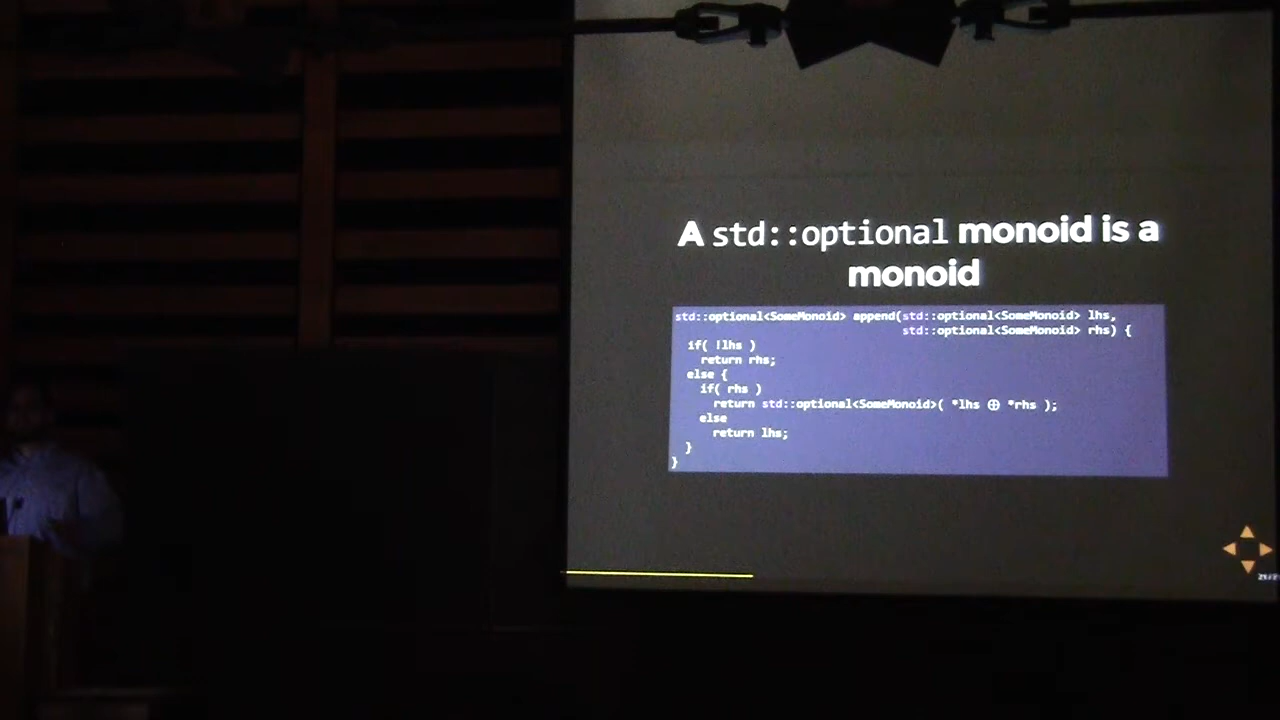 A std::optional monoid is a
monoid
std::optional<SomeMonoid> append(std::optional<SomeMonoid> lhs,
std::optional<SomeMonoid> rhs) {
if( !lhs )
return rhs;
else {
if( rhs )
return std::optional<SomeMonoid>( *lhs ⊕ *rhs );
else
return lhs;
}
}